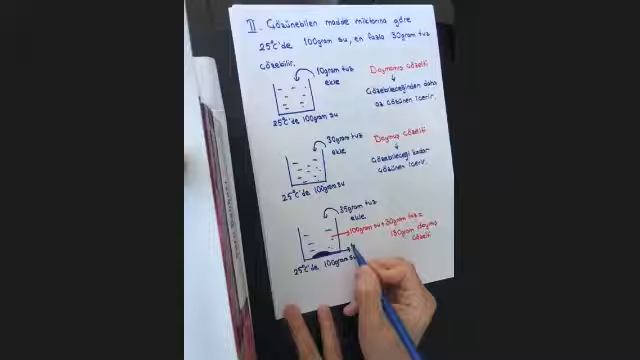 II. Çözünebilen madde miktarına göre
25°C'de 100gram su, en fazla 30gram tuz
çözebilir.
10gram tuz
ekle
25°C'de 100gram su
Doymamış çözelti
Çözebileceğinden daha
az çözünen içerir.
30gram tuz
ekle
25°C'de 100gram su
Doymuş çözelti
Çözebileceği kadar
çözünen içerir.
35gram tuz
ekle
100gram su+30gram tuz=
130gram doymuş
çözelti
25°C'de 100gram su